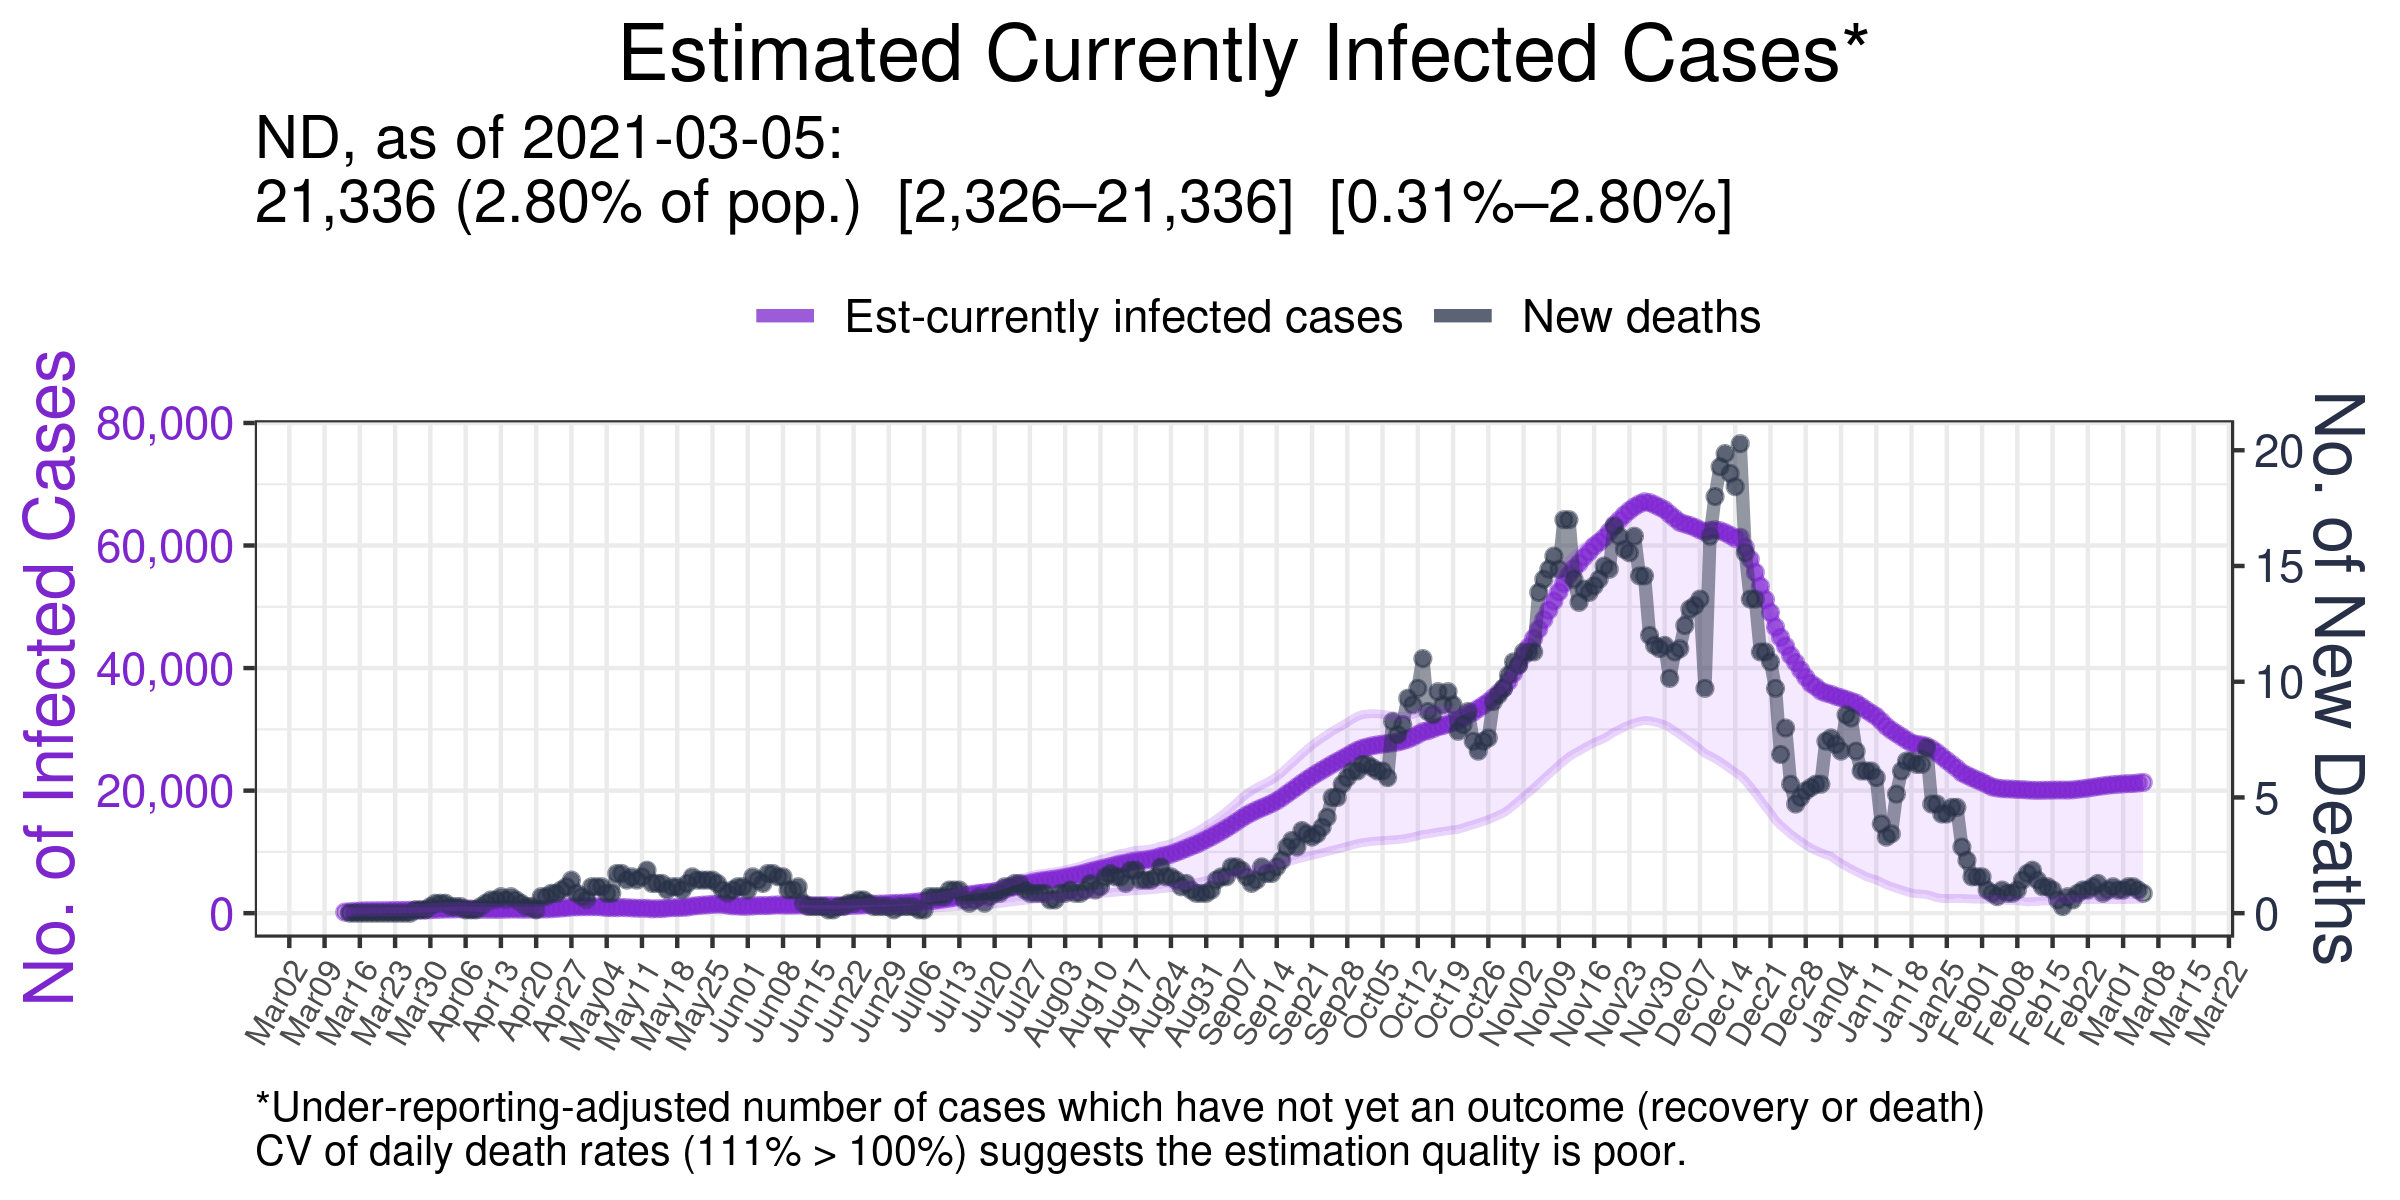 Estimated Currently Infected Cases*
ND, as of 2021-03-05:
21,336 (2.80% of pop.) [2,326–21,336] [0.31%–2.80%]
Est-currently infected cases
New deaths
No. of Infected Cases
80,000
60,000
40,000
20,000
0
20
15
10
5
0
No. of New Deaths
Mar02
Mar09
Mar16
Mar23
Mar30
Apr06
Apr13
Apr20
Apr27
May04
May11
May18
May25
Jun01
Jun08
Jun15
Jun22
Jun29
Jul06
Jul13
Jul20
Jul27
Aug03
Aug10
Aug17
Aug24
Aug31
Sep07
Sep14
Sep21
Sep28
Oct05
Oct12
Oct19
Oct26
Nov02
Nov09
Nov16
Nov23
Nov30
Dec07
Dec14
Dec21
Dec28
Jan04
Jan11
Jan18
Jan25
Feb01
Feb08
Feb15
Feb22
Mar01
Mar08
Mar15
Mar22
*Under-reporting-adjusted number of cases which have not yet an outcome (recovery or death)
CV of daily death rates (111% > 100%) suggests the estimation quality is poor.